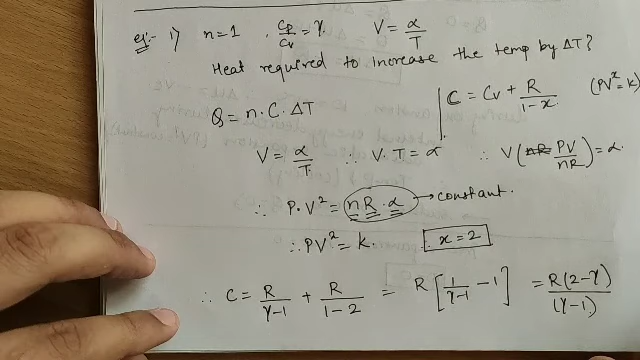 eg:- 1) n=1 , Cp/Cv = γ. V = α/T
Heat required to increase the temp by ΔT?
Q = n.C.ΔT
C = Cv + R/(1-x) (PV^x = k)
V = α/T ∴ V.T = α ∴ V(PV/nR) = α.
∴ P.V² = nR.α → constant.
∴ PV² = k. ∴ x = 2
∴ C = R/(γ-1) + R/(1-2) = R[1/(γ-1) - 1] = R(2-γ)/(γ-1)